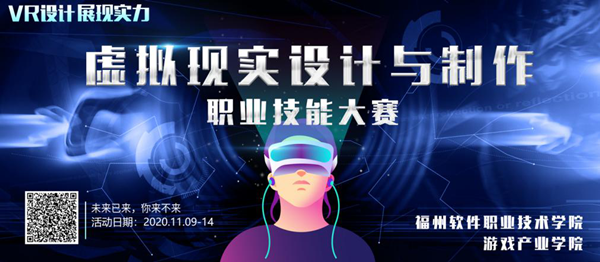 VR设计展现实力
虚拟现实设计与制作
职业技能大赛
未来已来，你来不来
活动日期：2020.11.09-14
福州软件职业技术学院
游戏产业学院